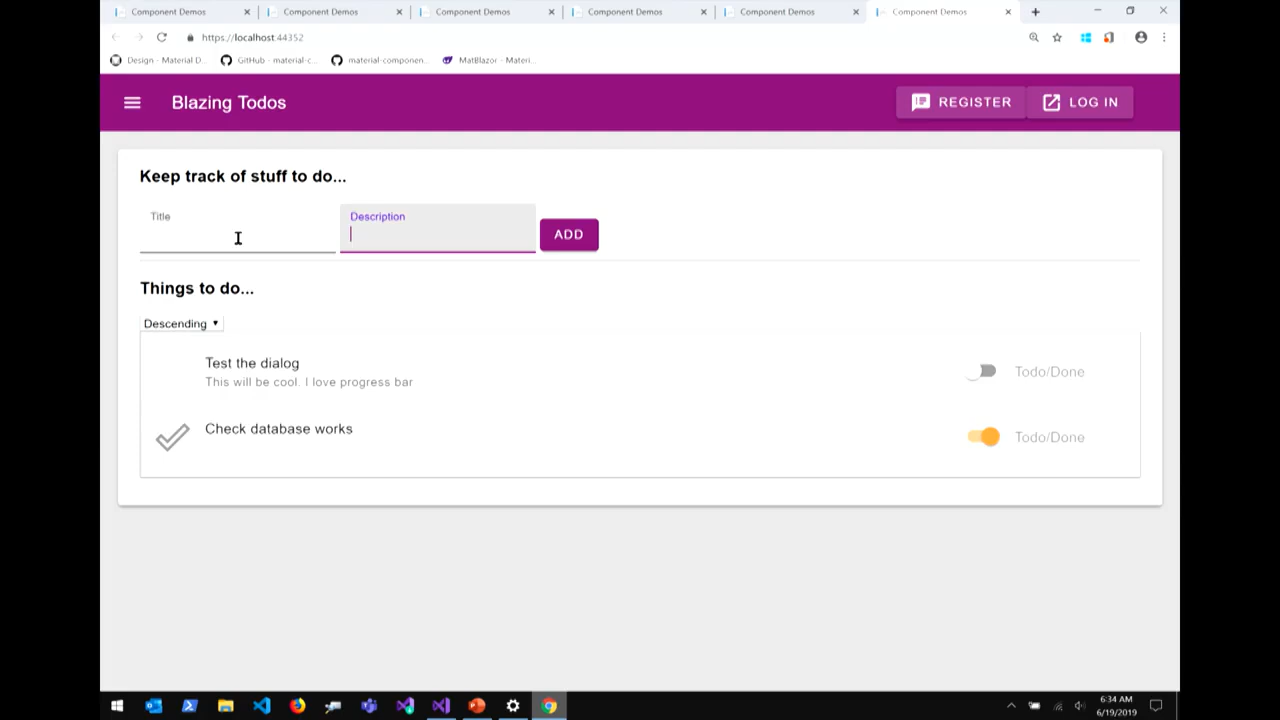 Component Demos Component Demos Component Demos Component Demos Component Demos Component Demos
https://localhost:44352
Design - Material D... GitHub - material-c... material-componen... MatBlazor - Materi...
Blazing Todos REGISTER LOG IN
Keep track of stuff to do...
Title Description
ADD
Things to do...
Descending
Test the dialog
This will be cool. I love progress bar
Todo/Done
Check database works
Todo/Done
6:34 AM
6/19/2019